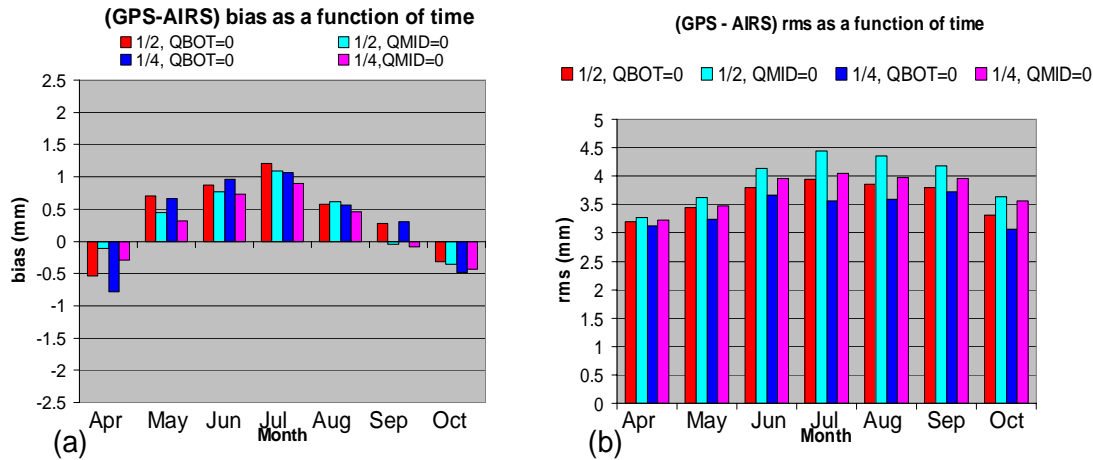 (GPS-AIRS) bias as a function of time
1/2, QBOT=0 1/2, QMID=0
1/4, QBOT=0 1/4,QMID=0
2.5
2
1.5
1
0.5
0
-0.5
-1
-1.5
-2
-2.5
bias (mm)
Apr May Jun Jul Aug Sep Oct
Month
(a)
(GPS - AIRS) rms as a function of time
1/2, QBOT=0 1/2, QMID=0 1/4, QBOT=0 1/4, QMID=0
5
4.5
4
3.5
3
2.5
2
1.5
1
0.5
0
rms (mm)
Apr May Jun Jul Aug Sep Oct
Month
(b)